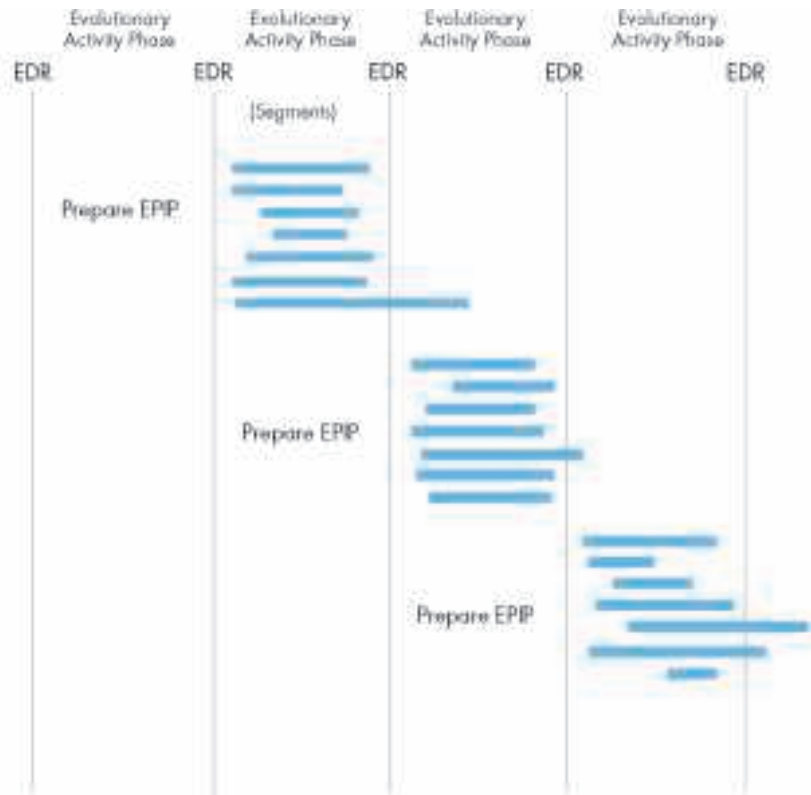 Evolutionary Evolutionary Evolutionary Evolutionary
Activity Phase Activity Phase Activity Phase Activity Phase
EDR EDR EDR EDR EDR
(Segments)
Prepare EPIP
Prepare EPIP
Prepare EPIP